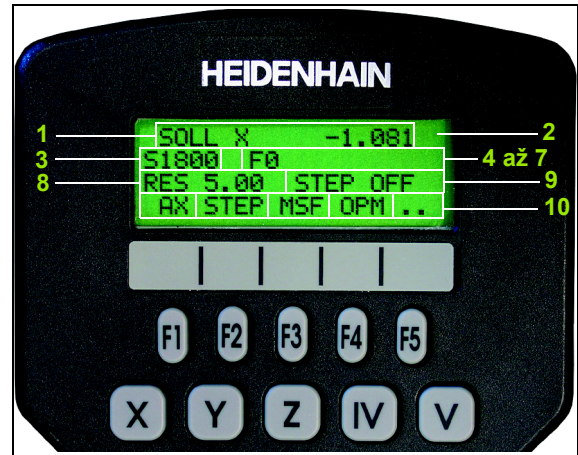 HEIDENHAIN
1 SOLL X -1.081 2
3 S1800 F0 4 až 7
8 RES 5.00 STEP OFF 9
AX STEP MSF OPM .. 10
F1 F2 F3 F4 F5
X Y Z IV V